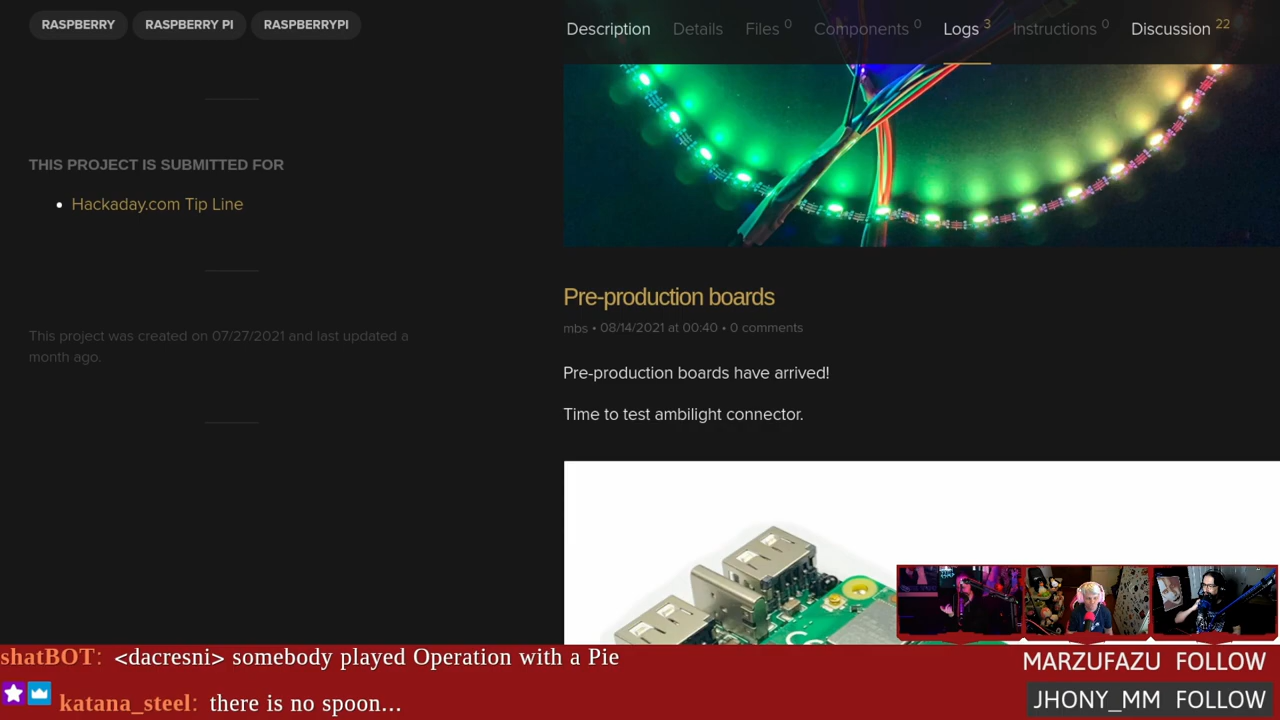 RASPBERRY RASPBERRY PI RASPBERRYPI
Description Details Files 0 Components 0 Logs 3 Instructions 0 Discussion 22
THIS PROJECT IS SUBMITTED FOR
Hackaday.com Tip Line
This project was created on 07/27/2021 and last updated a
month ago.
Pre-production boards
mbs • 08/14/2021 at 00:40 • 0 comments
Pre-production boards have arrived!
Time to test ambilight connector.
shatBOT: <dacresni> somebody played Operation with a Pie
katana_steel: there is no spoon...
MARZUFAZU FOLLOW
JHONY_MM FOLLOW